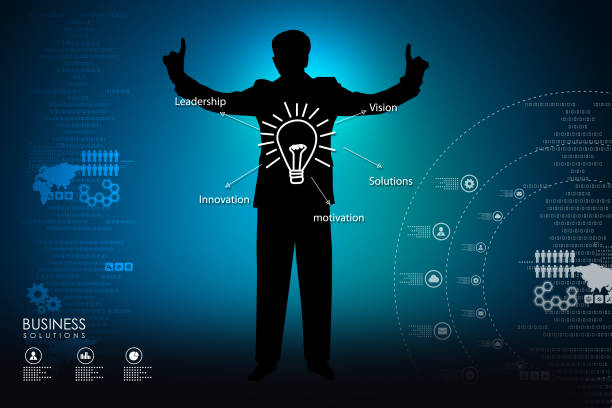 Leadership
Vision
Solutions
Innovation
motivation
BUSINESS
SOLUTIONS